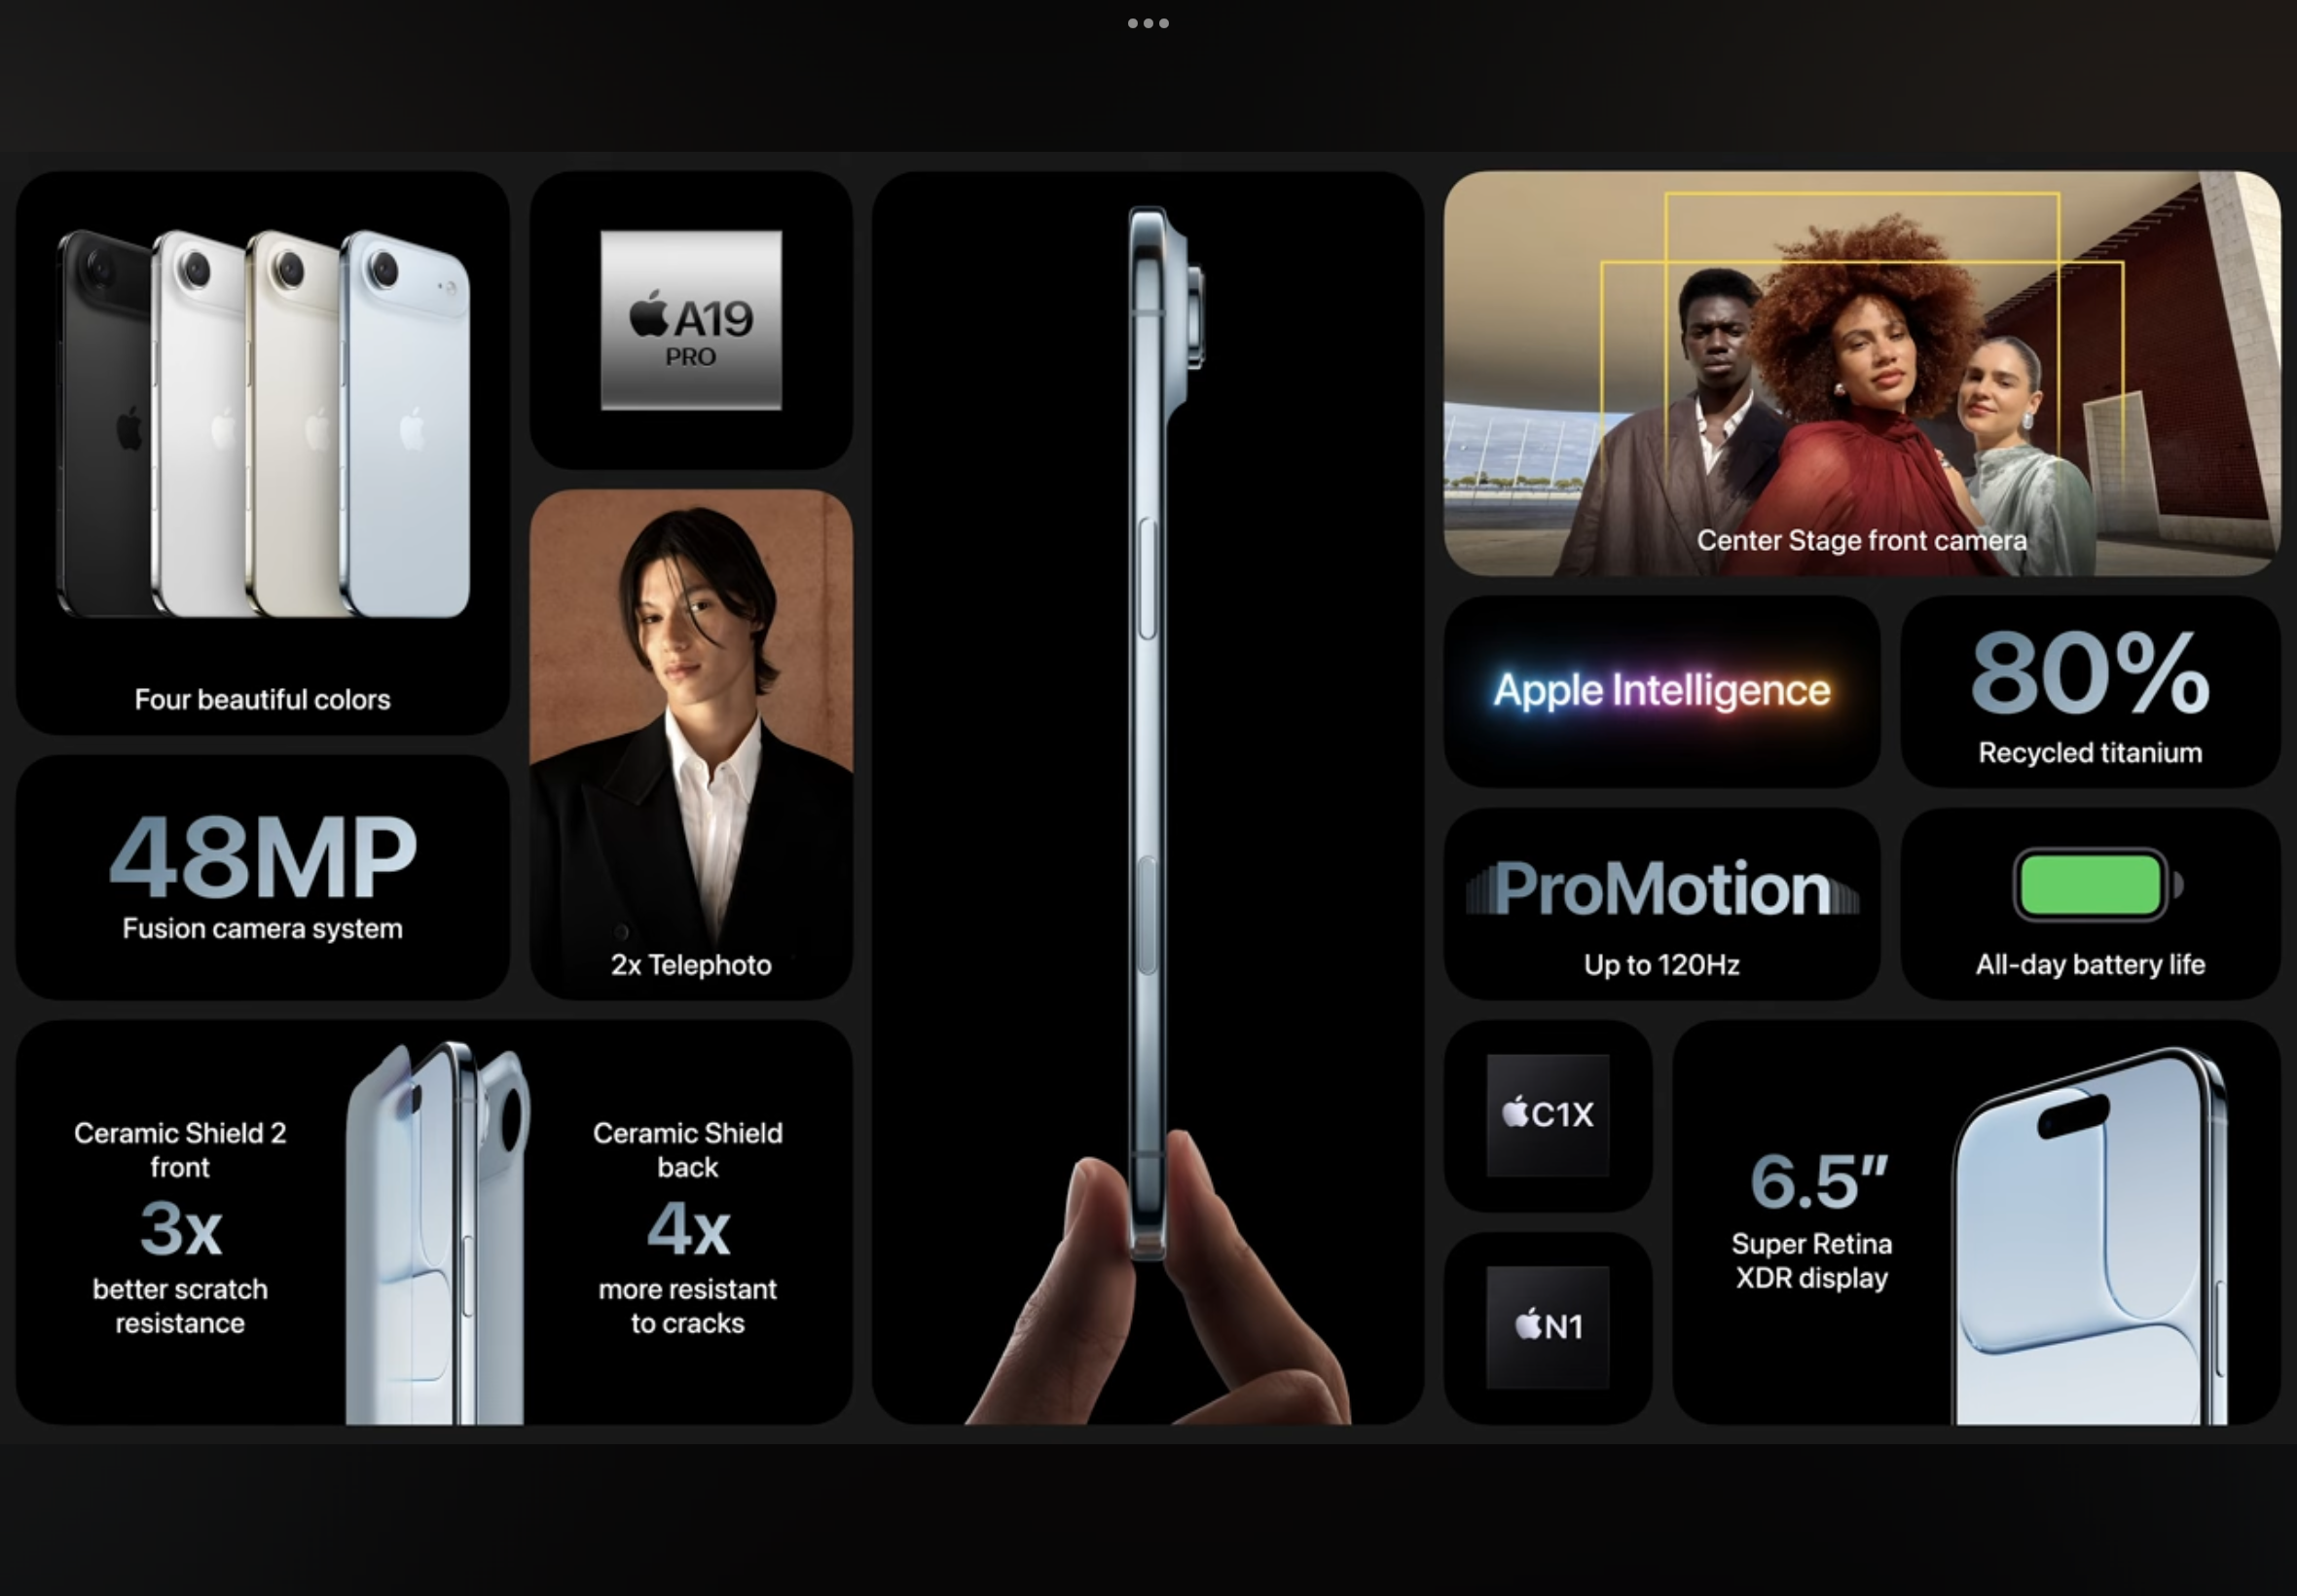 Four beautiful colors
A19
PRO
48MP
Fusion camera system
2x Telephoto
Ceramic Shield 2
front
3x
better scratch
resistance
Ceramic Shield
back
4x
more resistant
to cracks
Center Stage front camera
Apple Intelligence
80%
Recycled titanium
ProMotion
Up to 120Hz
All-day battery life
C1X
N1
6.5″
Super Retina
XDR display